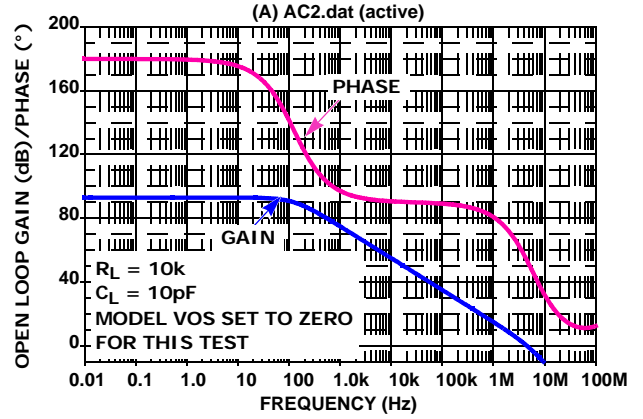 (A) AC2.dat (active)
200
160
120
80
40
0
OPEN LOOP GAIN (dB)/PHASE (°)
PHASE
GAIN
RL = 10k
CL = 10pF
MODEL VOS SET TO ZERO
FOR THIS TEST
0.01 0.1 1.0 10 100 1.0k 10k 100k 1M 10M 100M
FREQUENCY (Hz)